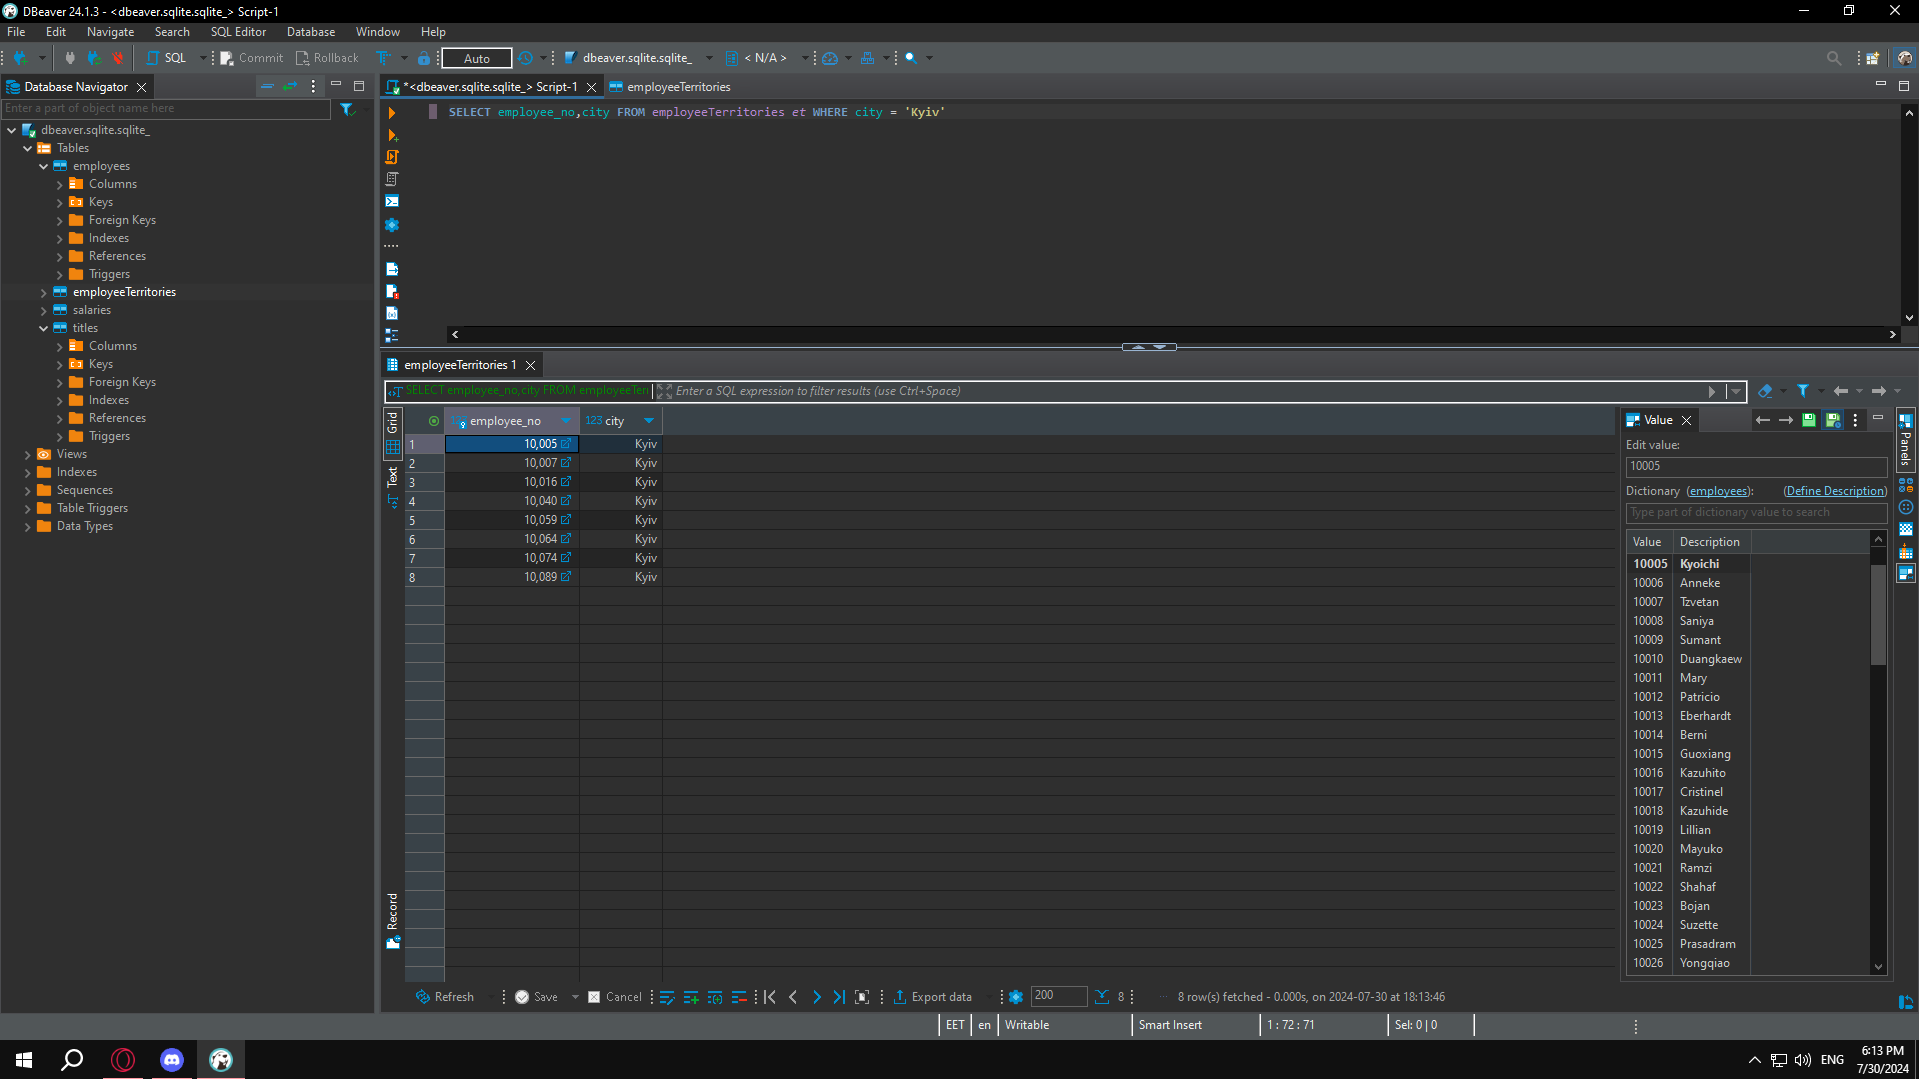 DBeaver 24.1.3 - <dbeaver.sqlite.sqlite_> Script-1
File Edit Navigate Search SQL Editor Database Window Help
SQL Commit Rollback Auto dbeaver.sqlite.sqlite_ < N/A >
Database Navigator
*<dbeaver.sqlite.sqlite_> Script-1 employeeTerritories
Enter a part of object name here
SELECT employee_no,city FROM employeeTerritories et WHERE city = 'Kyiv'
dbeaver.sqlite.sqlite_
Tables
employees
Columns
Keys
Foreign Keys
Indexes
References
Triggers
employeeTerritories
salaries
titles
Columns
Keys
Foreign Keys
Indexes
References
Triggers
Views
Indexes
Sequences
Table Triggers
Data Types
employeeTerritories 1
SELECT employee_no,city FROM employeeTerri Enter a SQL expression to filter results (use Ctrl+Space)
Grid
Text
Record
employee_no 123 city
1 10,005 Kyiv
2 10,007 Kyiv
3 10,016 Kyiv
4 10,040 Kyiv
5 10,059 Kyiv
6 10,064 Kyiv
7 10,074 Kyiv
8 10,089 Kyiv
Value
Panels
Edit value:
10005
Dictionary (employees): (Define Description)
Type part of dictionary value to search
Value Description
10005 Kyoichi
10006 Anneke
10007 Tzvetan
10008 Saniya
10009 Sumant
10010 Duangkaew
10011 Mary
10012 Patricio
10013 Eberhardt
10014 Berni
10015 Guoxiang
10016 Kazuhito
10017 Cristinel
10018 Kazuhide
10019 Lillian
10020 Mayuko
10021 Ramzi
10022 Shahaf
10023 Bojan
10024 Suzette
10025 Prasadram
10026 Yongqiao
Refresh Save Cancel Export data 200 8 8 row(s) fetched - 0.000s, on 2024-07-30 at 18:13:46
EET en Writable Smart Insert 1 : 72 : 71 Sel: 0 | 0
ENG 6:13 PM
7/30/2024